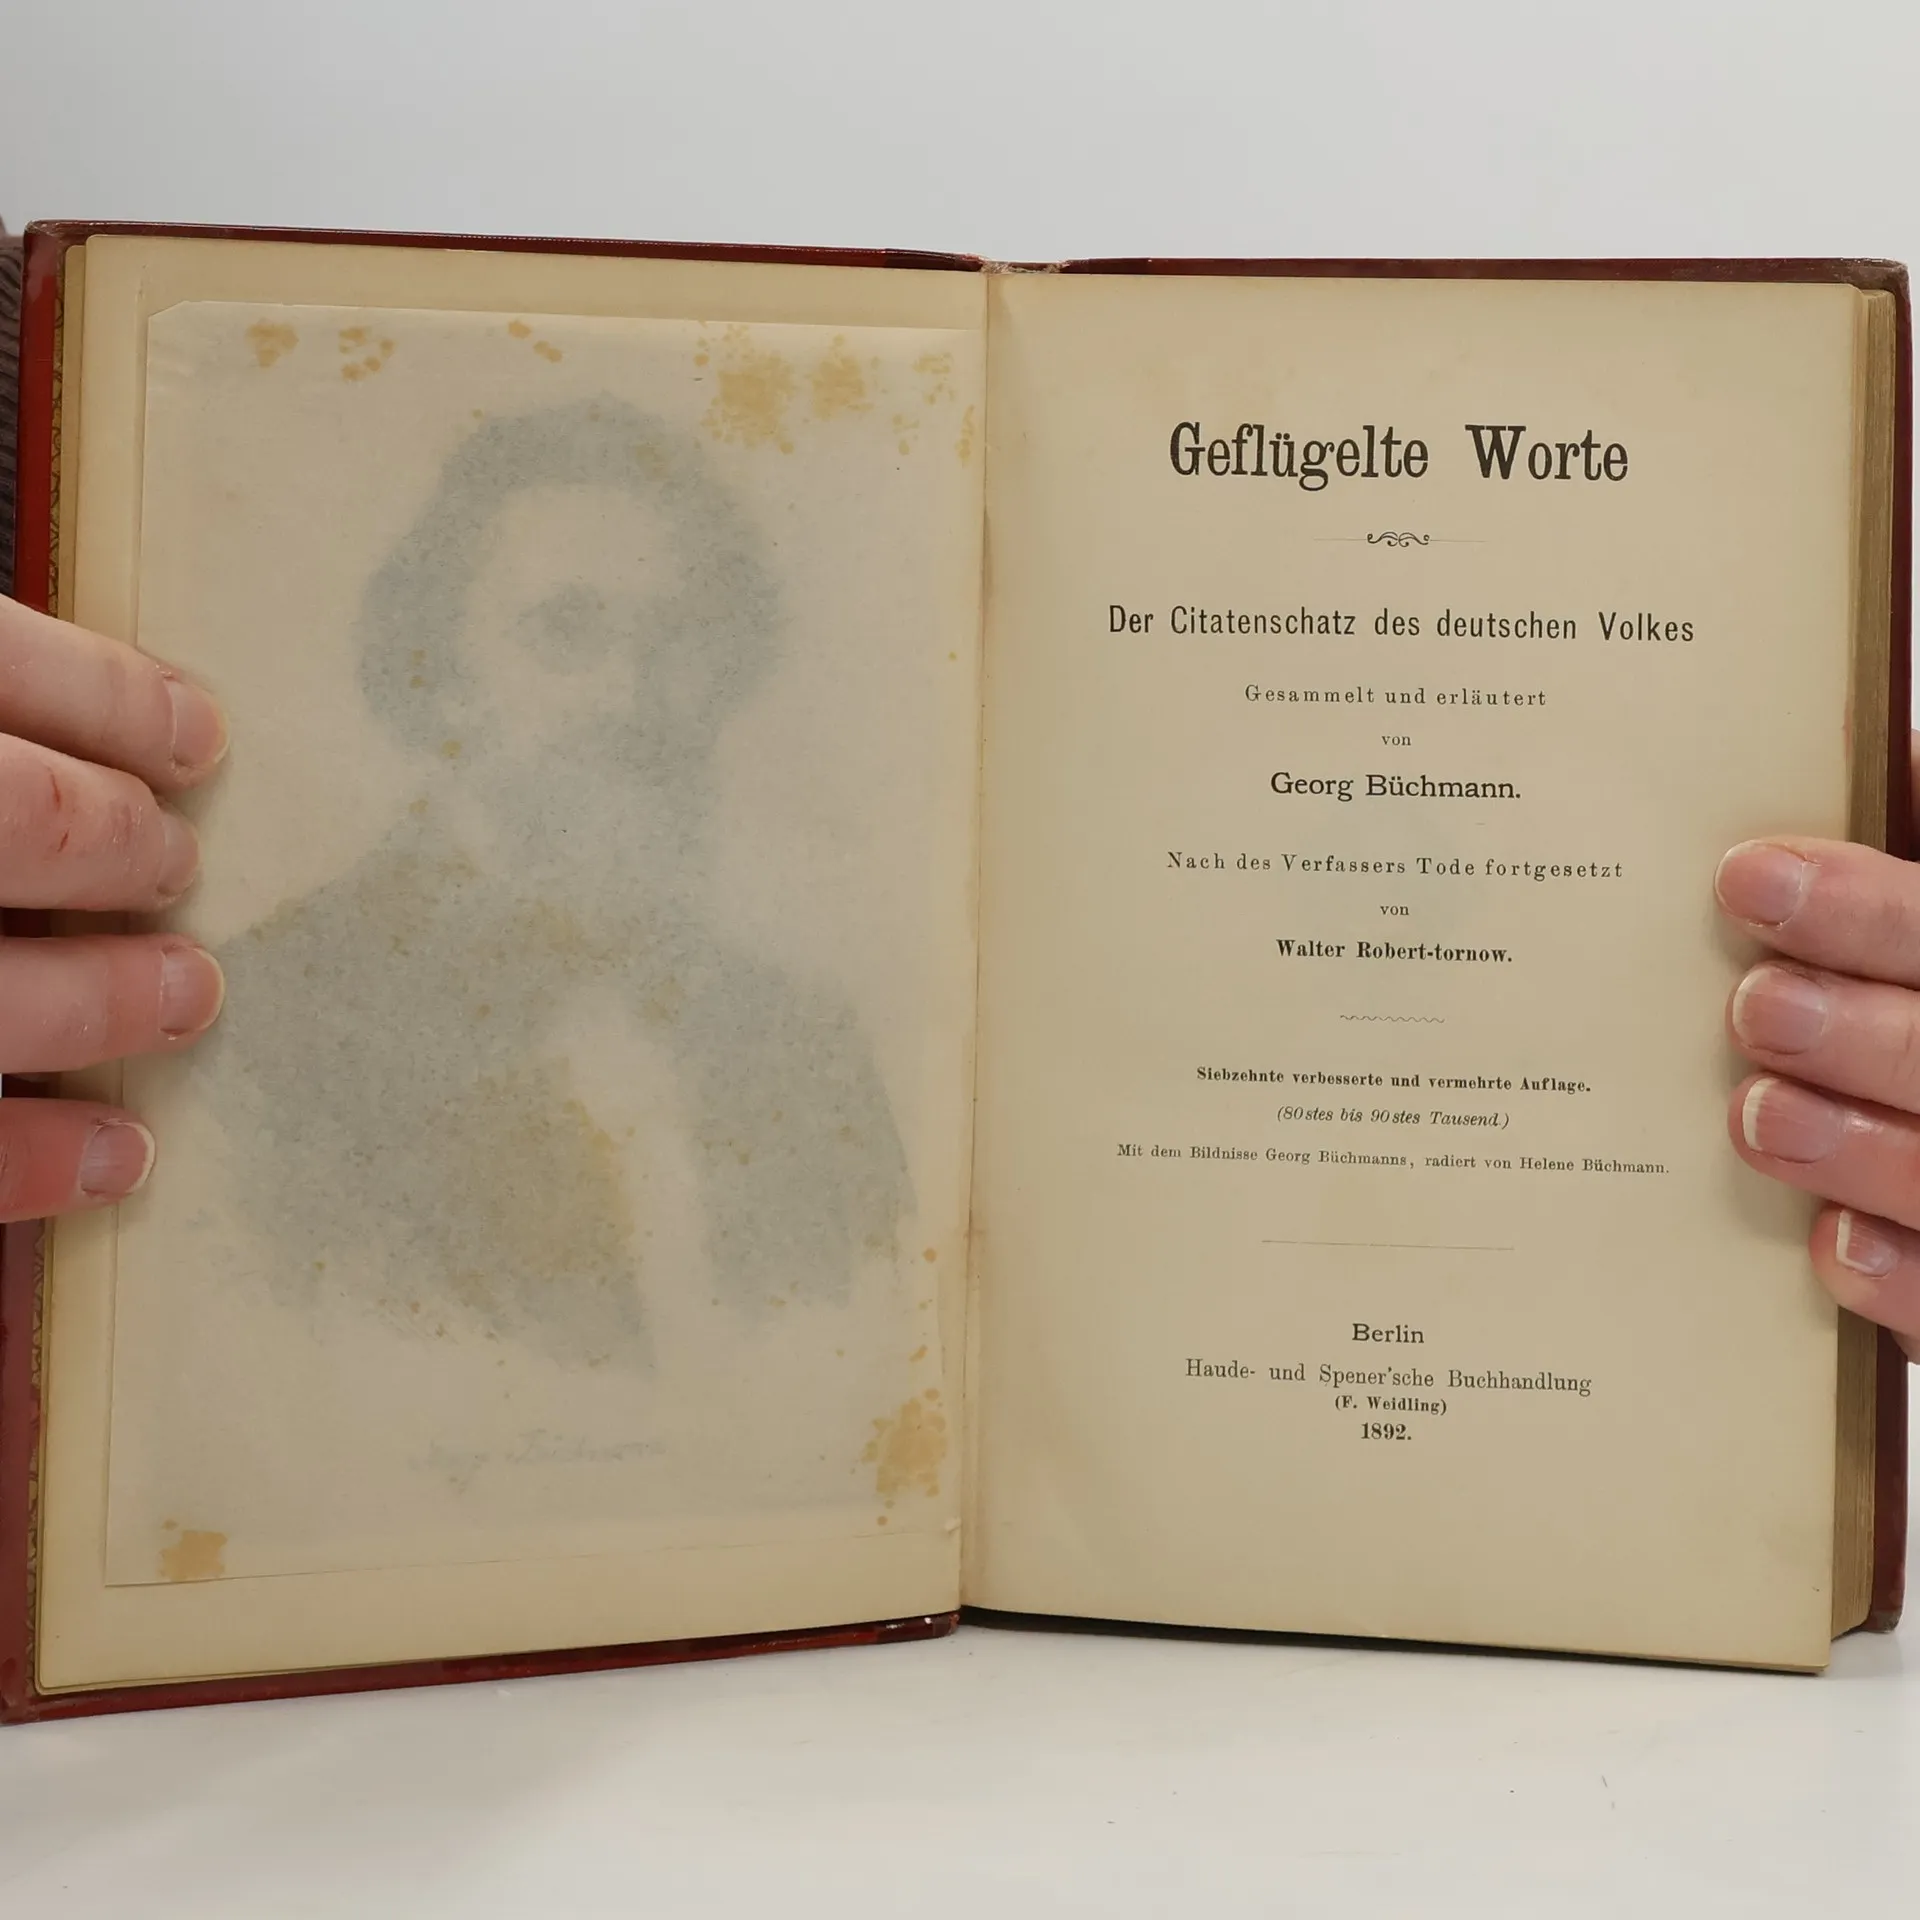 Geflügelte Worte
Der Citatenschatz des deutschen Volkes
Gesammelt und erläutert
von
Georg Büchmann.
Nach des Verfassers Tode fortgesetzt
von
Walter Robert-tornow.
Siebzehnte verbesserte und vermehrte Auflage.
(80stes bis 90stes Tausend.)
Mit dem Bildnisse Georg Büchmanns, radiert von Helene Büchmann.
Berlin
Haude- und Spener'sche Buchhandlung
(F. Weidling)
1892.